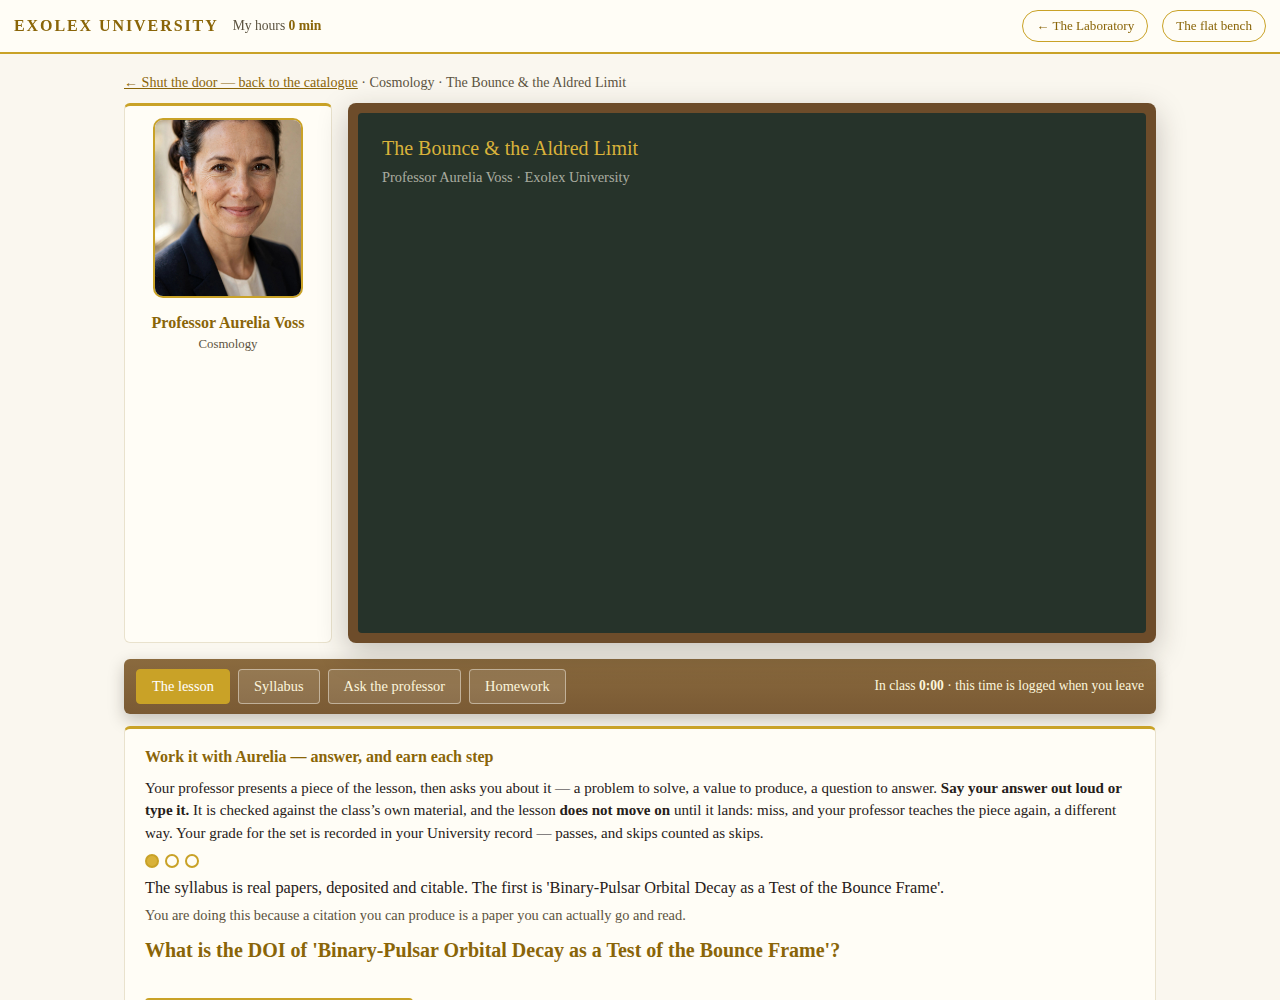 EXOLEX UNIVERSITY
My hours 0 min
← The Laboratory
The flat bench
← Shut the door — back to the catalogue · Cosmology · The Bounce & the Aldred Limit
Professor Aurelia Voss
Cosmology
The Bounce & the Aldred Limit
Professor Aurelia Voss · Exolex University
The lesson
Syllabus
Ask the professor
Homework
In class 0:00 · this time is logged when you leave
Work it with Aurelia — answer, and earn each step
Your professor presents a piece of the lesson, then asks you about it — a problem to solve, a value to produce, a question to answer. Say your answer out loud or
type it. It is checked against the class’s own material, and the lesson does not move on until it lands: miss, and your professor teaches the piece again, a different
way. Your grade for the set is recorded in your University record — passes, and skips counted as skips.
The syllabus is real papers, deposited and citable. The first is 'Binary-Pulsar Orbital Decay as a Test of the Bounce Frame'.
You are doing this because a citation you can produce is a paper you can actually go and read.
What is the DOI of 'Binary-Pulsar Orbital Decay as a Test of the Bounce Frame'?